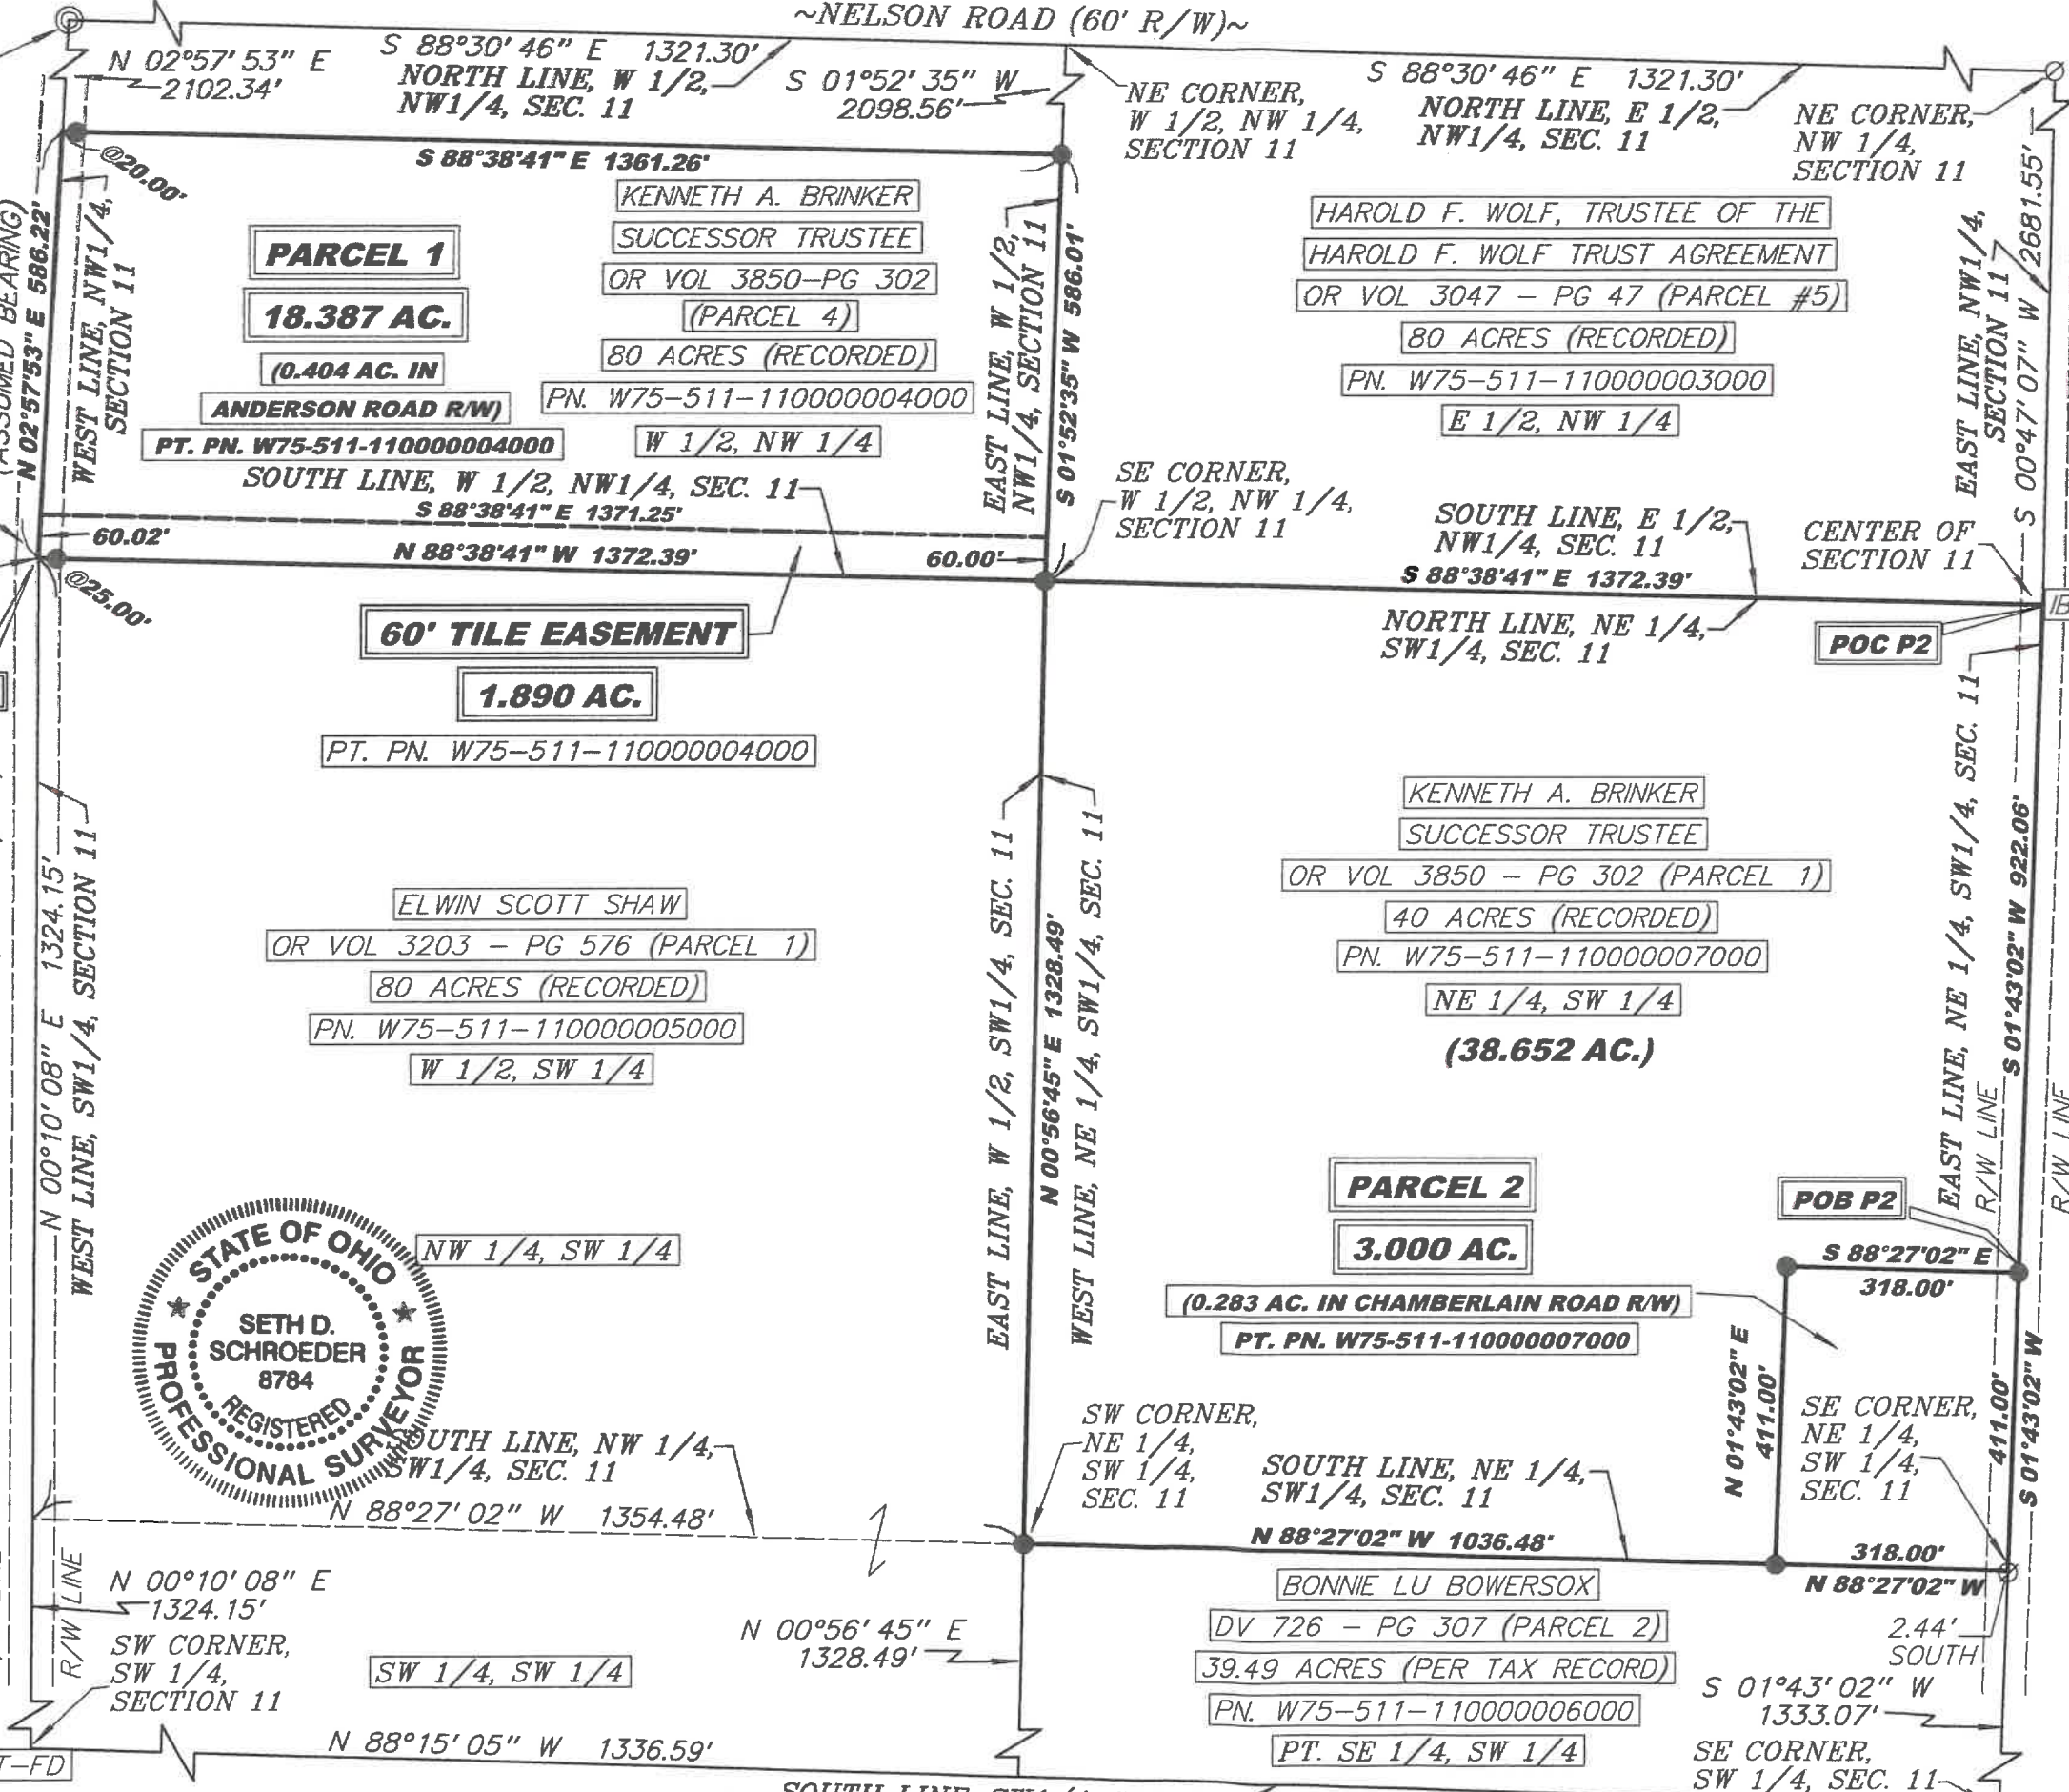 ~NELSON ROAD (60' R/W)~
N 02°57'53" E
2102.34'
S 88°30'46" E 1321.30'
NORTH LINE, W 1/2,
NW1/4, SEC. 11
S 01°52'35" W
2098.56'
NE CORNER,
W 1/2, NW 1/4,
SECTION 11
S 88°30'46" E 1321.30'
NORTH LINE, E 1/2,
NW1/4, SEC. 11
NE CORNER,
NW 1/4,
SECTION 11
@20.00'
S 88°38'41" E 1361.26'
(ASSUMED BEARING)
N 02°57'53" E 586.22'
WEST LINE, NW1/4,
SECTION 11
PARCEL 1
18.387 AC.
(0.404 AC. IN
ANDERSON ROAD R/W)
PT. PN. W75-511-110000004000
KENNETH A. BRINKER
SUCCESSOR TRUSTEE
OR VOL 3850-PG 302
(PARCEL 4)
80 ACRES (RECORDED)
PN. W75-511-110000004000
W 1/2, NW 1/4
EAST LINE, W 1/2,
NW1/4, SECTION 11
S 01°52'35" W 586.01'
HAROLD F. WOLF, TRUSTEE OF THE
HAROLD F. WOLF TRUST AGREEMENT
OR VOL 3047 - PG 47 (PARCEL #5)
80 ACRES (RECORDED)
PN. W75-511-110000003000
E 1/2, NW 1/4
EAST LINE, NW1/4,
SECTION 11
S 00°47'07" W 2681.55'
SOUTH LINE, W 1/2, NW1/4, SEC. 11
S 88°38'41" E 1371.25'
60.02'
N 88°38'41" W 1372.39'
60.00'
@25.00'
SE CORNER,
W 1/2, NW 1/4,
SECTION 11
SOUTH LINE, E 1/2,
NW1/4, SEC. 11
S 88°38'41" E 1372.39'
CENTER OF
SECTION 11
NORTH LINE, NE 1/4,
SW1/4, SEC. 11
POC P2
60' TILE EASEMENT
1.890 AC.
PT. PN. W75-511-110000004000
N 00°10'08" E 1324.15'
WEST LINE, SW1/4, SECTION 11
ELWIN SCOTT SHAW
OR VOL 3203 - PG 576 (PARCEL 1)
80 ACRES (RECORDED)
PN. W75-511-110000005000
W 1/2, SW 1/4
EAST LINE, W 1/2, SW1/4, SEC. 11
N 00°56'45" E 1328.49'
WEST LINE, NE 1/4, SW1/4, SEC. 11
KENNETH A. BRINKER
SUCCESSOR TRUSTEE
OR VOL 3850 - PG 302 (PARCEL 1)
40 ACRES (RECORDED)
PN. W75-511-110000007000
NE 1/4, SW 1/4
(38.652 AC.)
EAST LINE, NE 1/4, SW1/4, SEC. 11
R/W LINE
S 01°43'02" W 922.06'
R/W LINE
STATE OF OHIO
SETH D.
SCHROEDER
8784
REGISTERED
PROFESSIONAL SURVEYOR
NW 1/4, SW 1/4
PARCEL 2
3.000 AC.
(0.283 AC. IN CHAMBERLAIN ROAD R/W)
PT. PN. W75-511-110000007000
POB P2
S 88°27'02" E
318.00'
N 01°43'02" E
411.00'
411.00'
S 01°43'02" W
SE CORNER,
NE 1/4,
SW 1/4,
SEC. 11
SOUTH LINE, NW 1/4,
SW1/4, SEC. 11
N 88°27'02" W 1354.48'
SW CORNER,
NE 1/4,
SW 1/4,
SEC. 11
SOUTH LINE, NE 1/4,
SW1/4, SEC. 11
N 88°27'02" W 1036.48'
318.00'
N 88°27'02" W
N 00°10'08" E
1324.15'
R/W LINE
SW CORNER,
SW 1/4,
SECTION 11
SW 1/4, SW 1/4
N 00°56'45" E
1328.49'
BONNIE LU BOWERSOX
DV 726 - PG 307 (PARCEL 2)
39.49 ACRES (PER TAX RECORD)
PN. W75-511-110000006000
PT. SE 1/4, SW 1/4
2.44'
SOUTH
S 01°43'02" W
1333.07'
SE CORNER,
SW 1/4, SEC. 11
N 88°15'05" W 1336.59'
T-FD